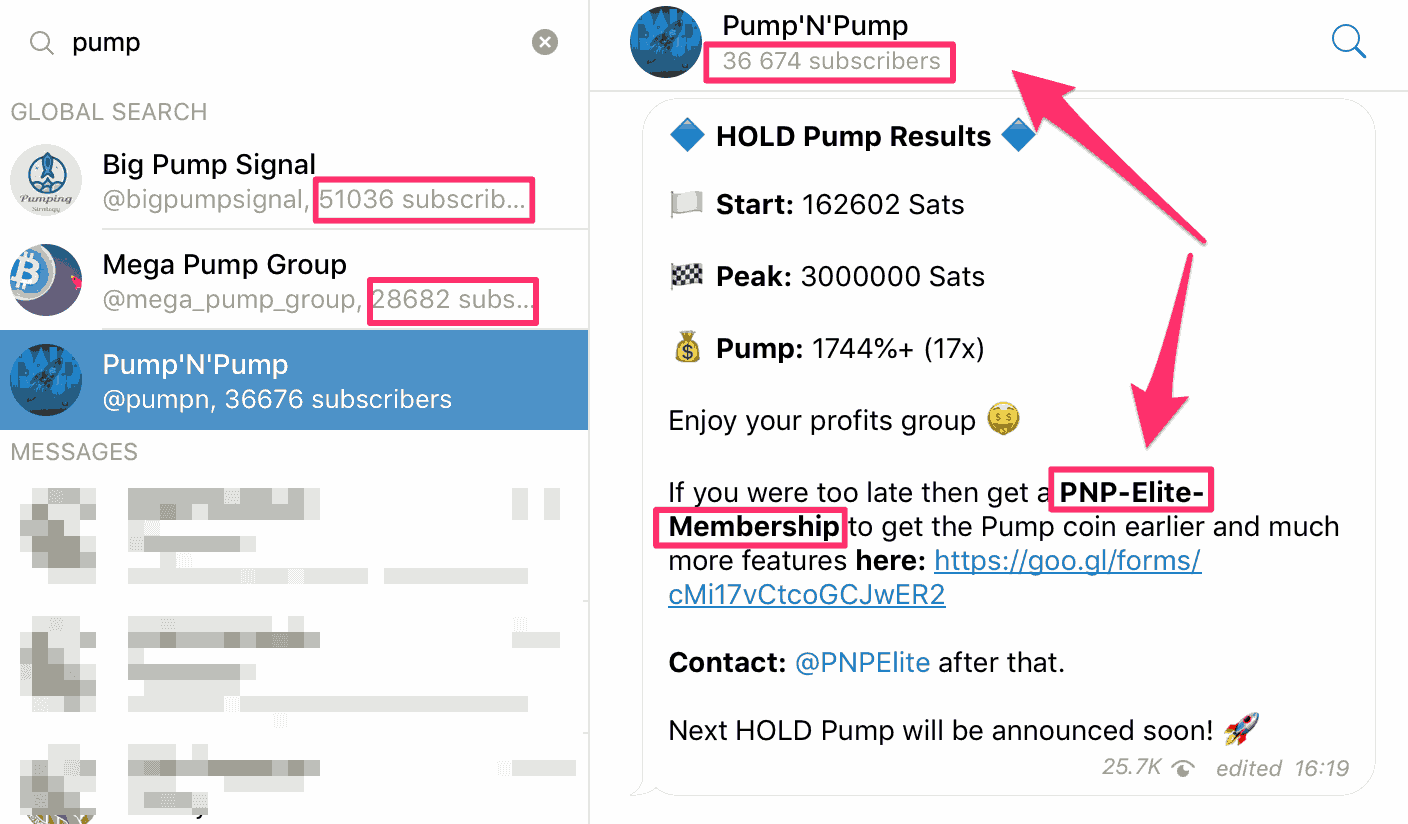 pump
GLOBAL SEARCH
Big Pump Signal
@bigpumpsignal, 51036 subscrib...
Mega Pump Group
@mega_pump_group, 28682 subs...
Pump'N'Pump
@pumpn, 36676 subscribers
MESSAGES
Pump'N'Pump
36 674 subscribers
HOLD Pump Results
Start: 162602 Sats
Peak: 3000000 Sats
Pump: 1744%+ (17x)
Enjoy your profits group
If you were too late then get a PNP-Elite-
Membership to get the Pump coin earlier and much
more features here: https://goo.gl/forms/
cMi17vCtcoGCJwER2
Contact: @PNPElite after that.
Next HOLD Pump will be announced soon!
25.7K edited 16:19